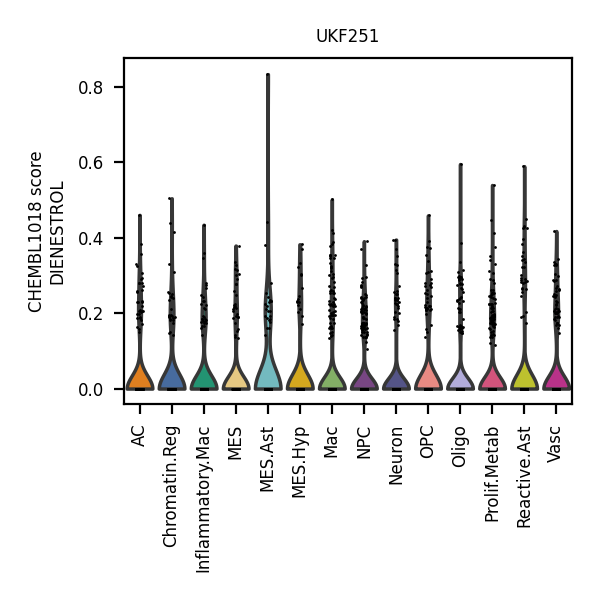 UKF251
CHEMBL1018 score
DIENESTROL
0.8
0.6
0.4
0.2
0.0
AC
Chromatin.Reg
Inflammatory.Mac
MES
MES.Ast
MES.Hyp
Mac
NPC
Neuron
OPC
Oligo
Prolif.Metab
Reactive.Ast
Vasc